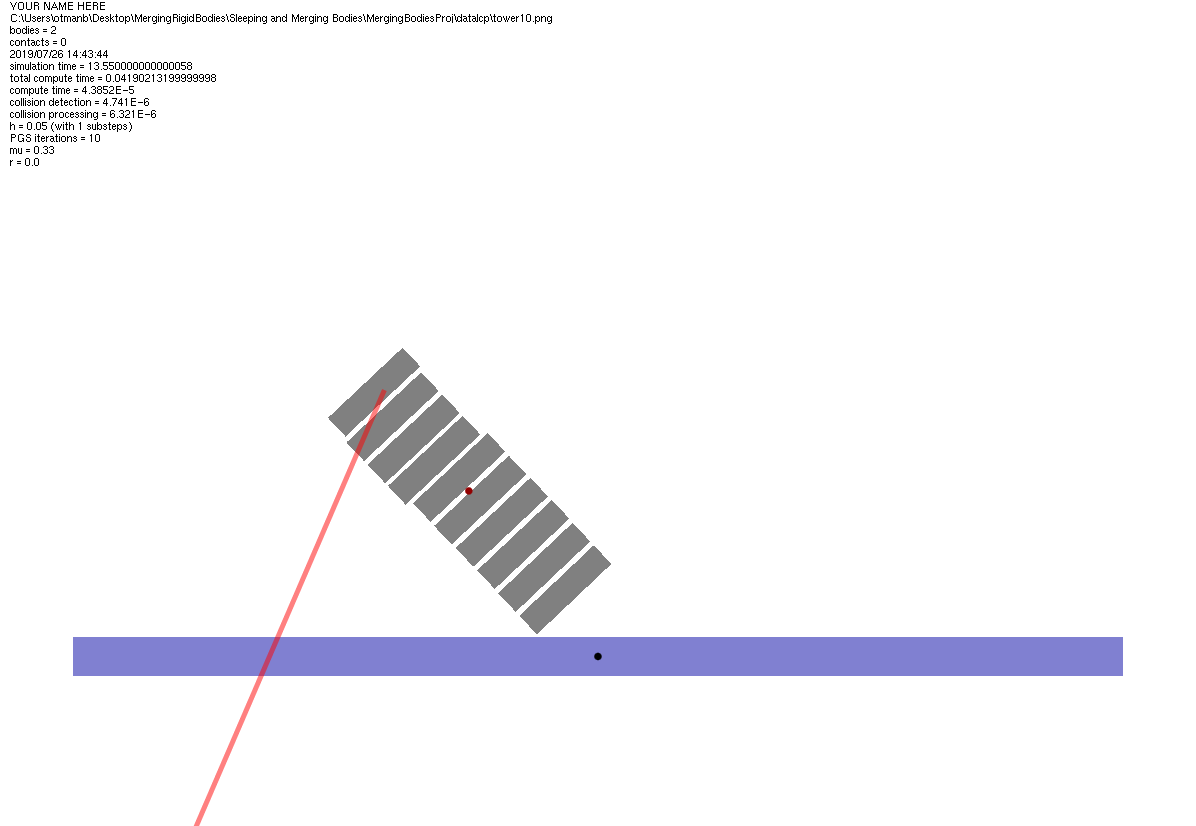 YOUR NAME HERE
C:\Users\otmanb\Desktop\MergingRigidBodies\Sleeping and Merging Bodies\MergingBodiesProj\datalcp\tower10.png
bodies = 2
contacts = 0
2019/07/26 14:43:44
simulation time = 13.550000000000058
total compute time = 0.04190213199999998
compute time = 4.3852E-5
collision detection = 4.741E-6
collision processing = 6.321E-6
h = 0.05 (with 1 substeps)
PGS iterations = 10
mu = 0.33
r = 0.0